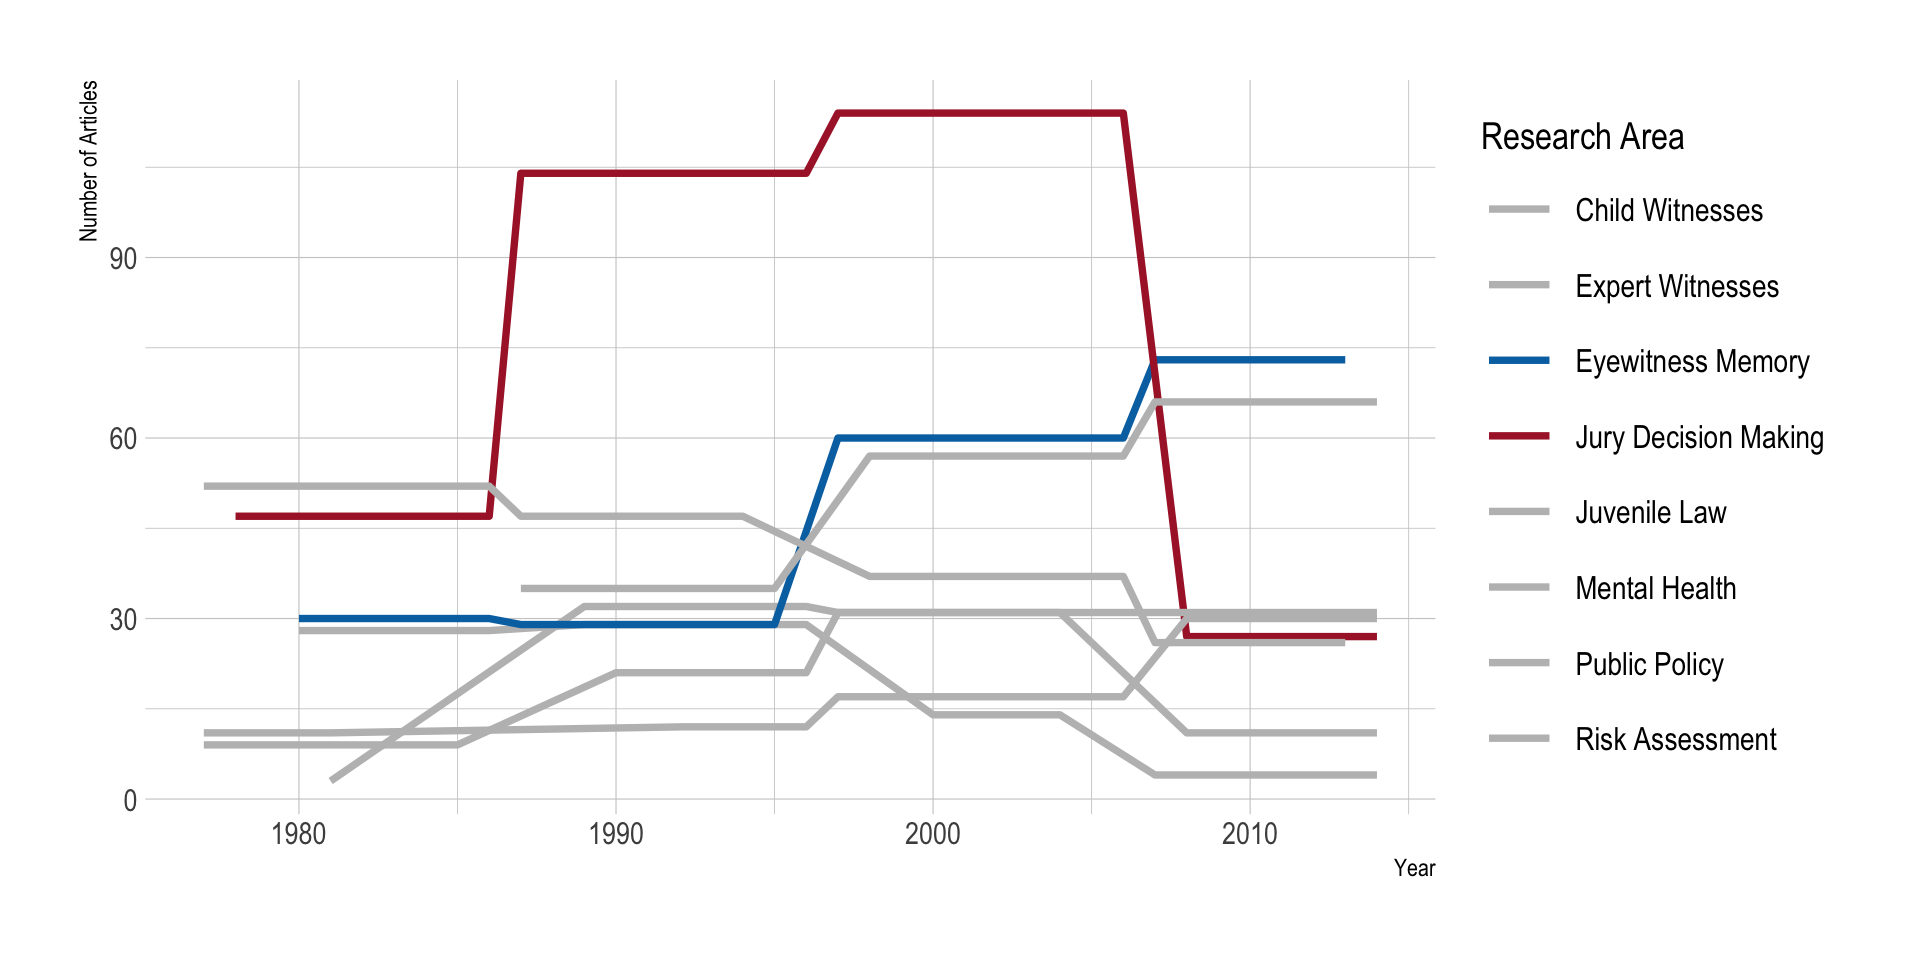 Number of Articles
90
60
30
0
1980 1990 2000 2010
Year
Research Area
Child Witnesses
Expert Witnesses
Eyewitness Memory
Jury Decision Making
Juvenile Law
Mental Health
Public Policy
Risk Assessment